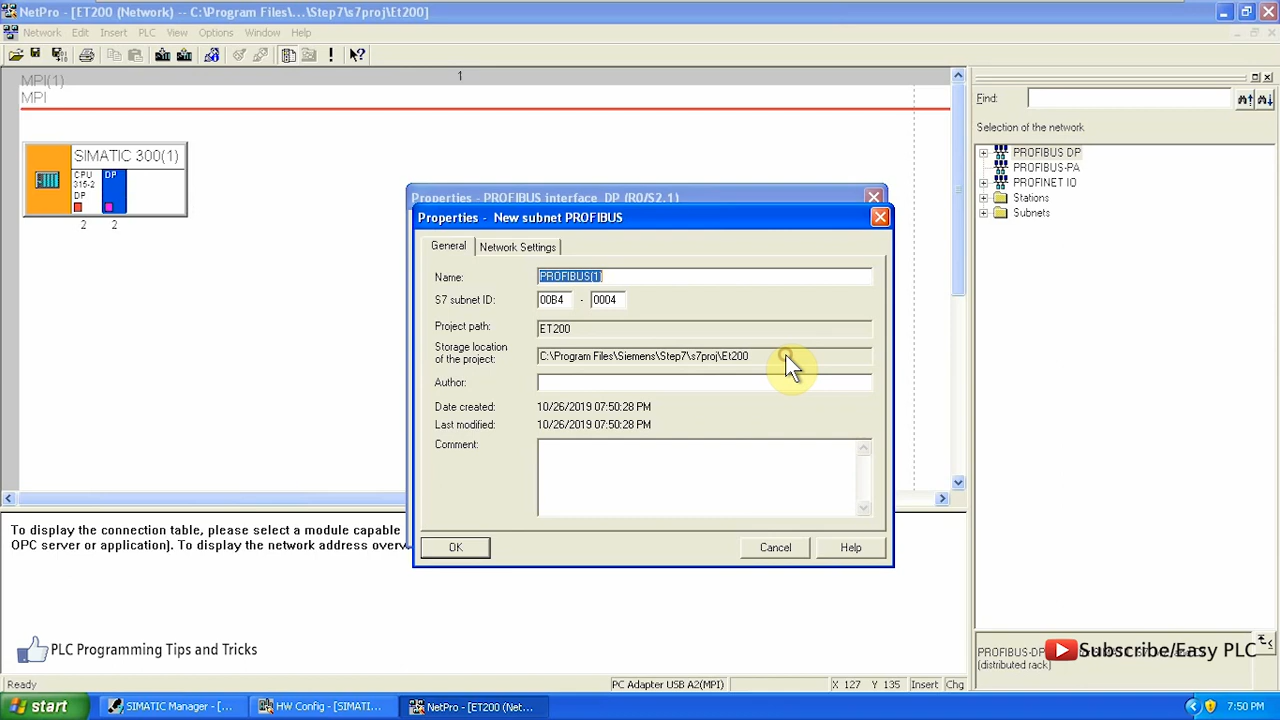 NetPro - [ET200 (Network) -- C:\Program Files\...\Step7\s7proj\Et200]
Network Edit Insert PLC View Options Window Help
MPI(1)
MPI
1
SIMATIC 300(1)
CPU
315-2
DP
DP
2 2
Find:
Selection of the network
PROFIBUS DP
PROFIBUS-PA
PROFINET IO
Stations
Subnets
Properties - PROFIBUS interface DP (R0/S2.1)
Properties - New subnet PROFIBUS
General Network Settings
Name: PROFIBUS(1)
S7 subnet ID: 00B4 - 0004
Project path: ET200
Storage location
of the project: C:\Program Files\Siemens\Step7\s7proj\Et200
Author:
Date created: 10/26/2019 07:50:28 PM
Last modified: 10/26/2019 07:50:28 PM
Comment:
OK Cancel Help
To display the connection table, please select a module capable
OPC server or application). To display the network address overv
PLC Programming Tips and Tricks
PROFIBUS-DP
(distributed rack)
Subscribe/Easy PLC
Ready PC Adapter USB A2(MPI) X 127 Y 135 Insert Chg
start SIMATIC Manager - [... HW Config - [SIMATI... NetPro - [ET200 (Net... 7:50 PM